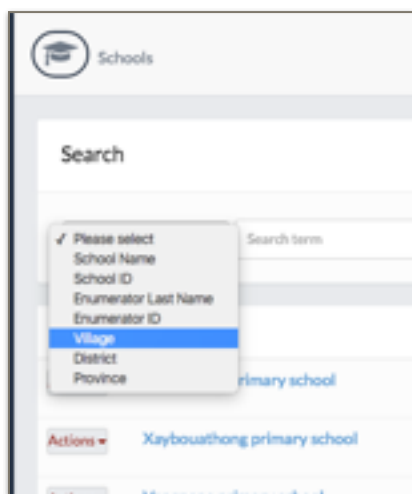 Schools
Search
✓ Please select
Search term
School Name
School ID
Enumerator Last Name
Enumerator ID
Village
District
Province
primary school
Actions
Xaybouathong primary school